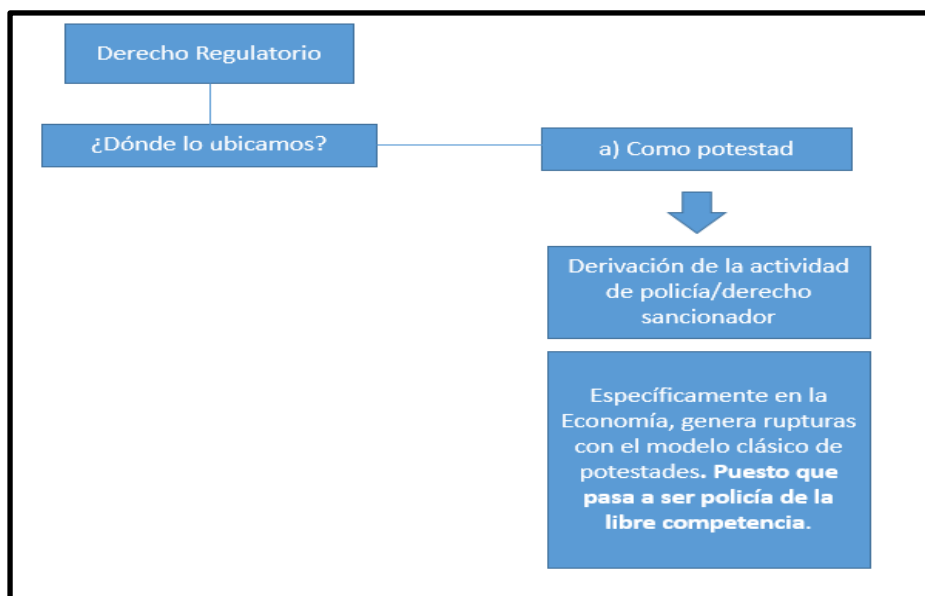 Derecho Regulatorio
¿Dónde lo ubicamos?
a) Como potestad
Derivación de la actividad
de policía/derecho
sancionador
Específicamente en la
Economía, genera rupturas
con el modelo clásico de
potestades. Puesto que
pasa a ser policía de la
libre competencia.